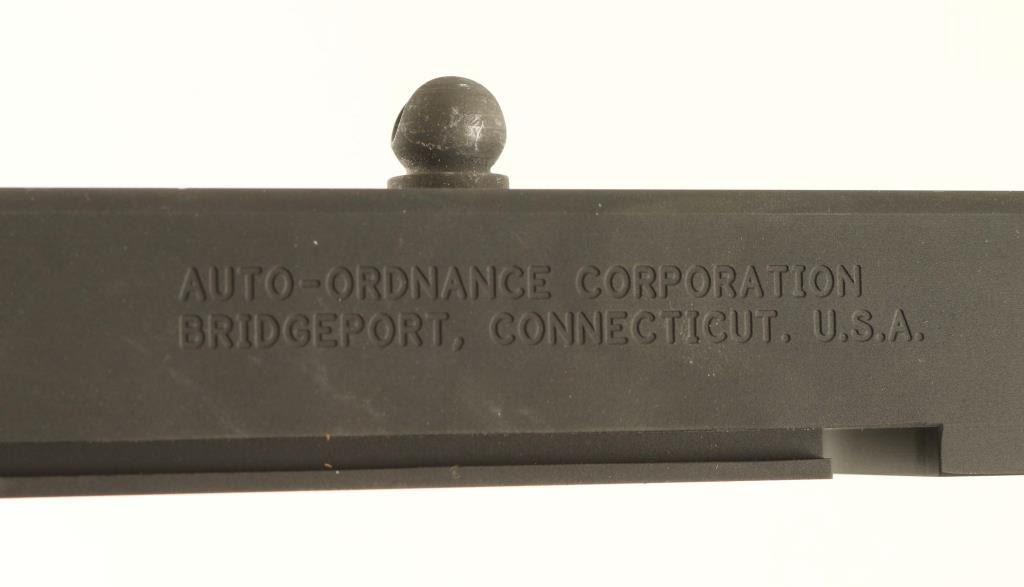 AUTO-ORDNANCE CORPORATION
BRIDGEPORT, CONNECTICUT. U.S.A.